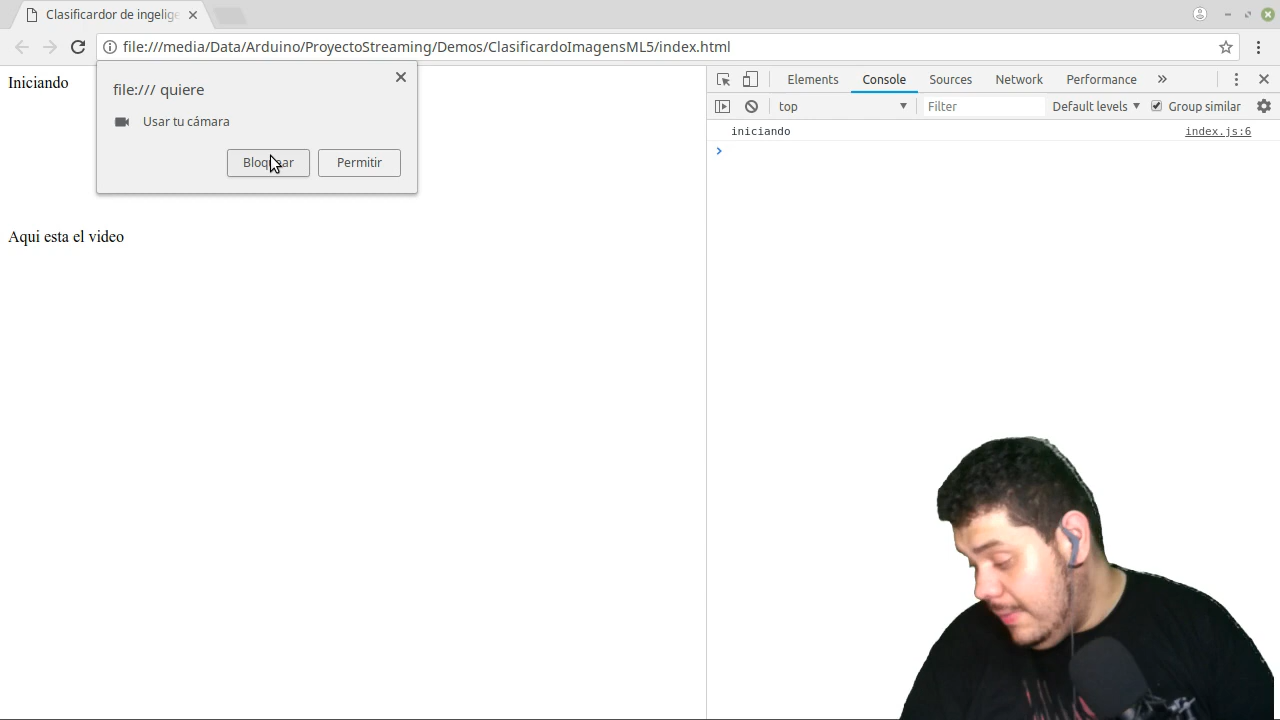 Clasificardor de ingelige
file:///media/Data/Arduino/ProyectoStreaming/Demos/ClasificardoImagensML5/index.html
Iniciando
file:/// quiere
Usar tu cámara
Permitir
Aqui esta el video
Elements Console Sources Network Performance
top Filter Default levels Group similar
iniciando index.js:6